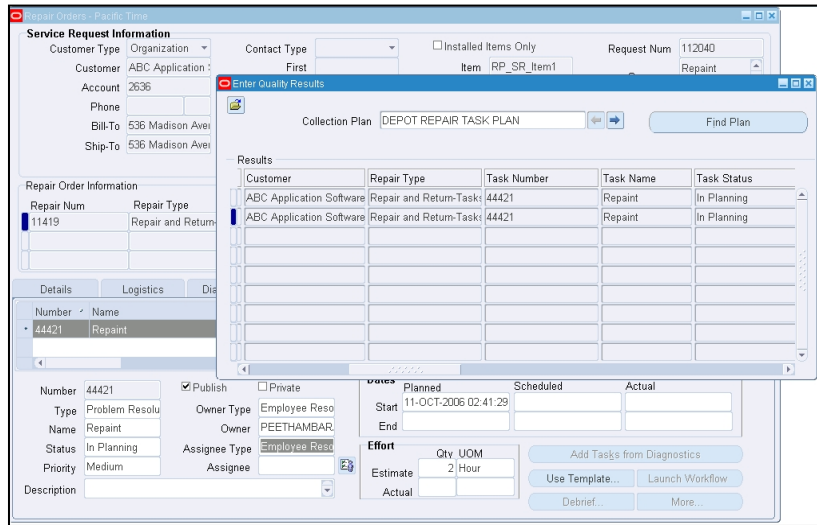 Repair Orders - Pacific Time
Service Request Information
Customer Type Organization Contact Type Installed Items Only Request Num 112040
Customer ABC Application First Item RP_SR_Item1 Repaint
Account 2636
Phone
Bill-To 536 Madison Aver
Ship-To 536 Madison Aver
Enter Quality Results
Collection Plan DEPOT REPAIR TASK PLAN Find Plan
Results
Customer Repair Type Task Number Task Name Task Status
ABC Application Software Repair and Return-Tasks 44421 Repaint In Planning
ABC Application Software Repair and Return-Tasks 44421 Repaint In Planning
Repair Order Information
Repair Num Repair Type
11419 Repair and Return-
Details Logistics Dia
Number Name
44421 Repaint
Number 44421 Publish Private
Type Problem Resolu Owner Type Employee Reso
Name Repaint Owner PEETHAMBAR
Status In Planning Assignee Type Employee Reso
Priority Medium Assignee
Description
Dates Planned Scheduled Actual
Start 11-OCT-2006 02:41:29
End
Effort Qty UOM
Estimate 2 Hour
Actual
Add Tasks from Diagnostics
Use Template... Launch Workflow
Debrief... More...